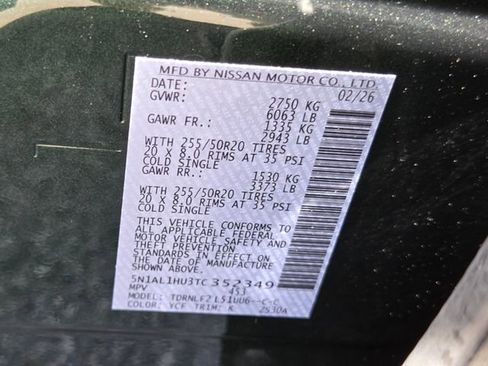 MFD BY NISSAN MOTOR CO., LTD.
DATE: 02/26
GVWR: 2750 KG
6063 LB
GAWR FR.: 1335 KG
2943 LB
WITH 255/50R20 TIRES
20 X 8.0 RIMS AT 35 PSI
COLD SINGLE
GAWR RR.: 1530 KG
3373 LB
WITH 255/50R20 TIRES
20 X 8.0 RIMS AT 35 PSI
COLD SINGLE
THIS VEHICLE CONFORMS TO
ALL APPLICABLE FEDERAL
MOTOR VEHICLE SAFETY AND
THEFT PREVENTION
STANDARDS IN EFFECT ON
THE DATE OF MANUFACTURE
SHOWN ABOVE.
5N1AL1HU3TC352349
MPV 453
MODEL: TDRNLF2L51UU6--C-C
COLOR: TRIM: K